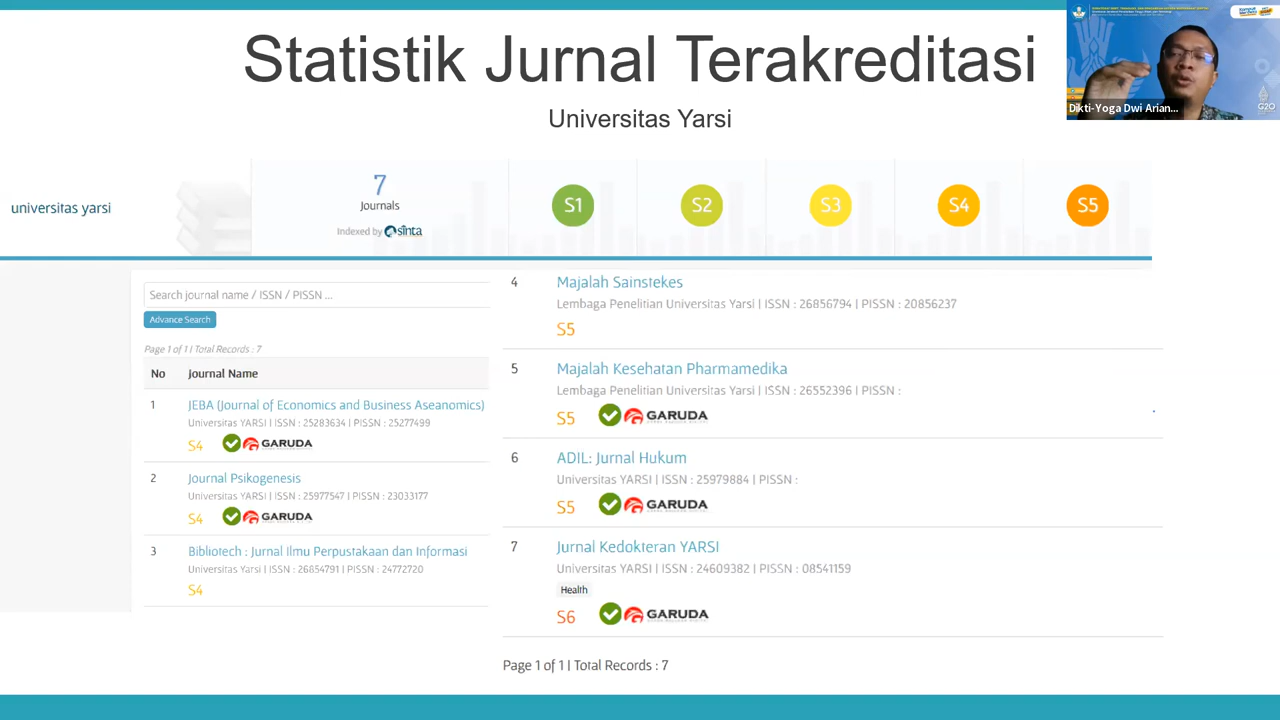 Statistik Jurnal Terakreditasi
Universitas Yarsi
Dikti-Yoga Dwi Arian...
G20
universitas yarsi
7
Journals
Indexed by sinta
S1
S2
S3
S4
S5
Search journal name / ISSN / PISSN ...
Advance Search
Page 1 of 1 | Total Records : 7
No Journal Name
1 JEBA (Journal of Economics and Business Aseanomics)
Universitas YARSI | ISSN : 25283634 | PISSN : 25277499
S4 GARUDA
2 Journal Psikogenesis
Universitas YARSI | ISSN : 25977547 | PISSN : 23033177
S4 GARUDA
3 Bibliotech : Jurnal Ilmu Perpustakaan dan Informasi
Universitas Yarsi | ISSN : 26854791 | PISSN : 24772720
S4
4 Majalah Sainstekes
Lembaga Penelitian Universitas Yarsi | ISSN : 26856794 | PISSN : 20856237
S5
5 Majalah Kesehatan Pharmamedika
Lembaga Penelitian Universitas Yarsi | ISSN : 26552396 | PISSN :
S5 GARUDA
6 ADIL: Jurnal Hukum
Universitas YARSI | ISSN : 25979884 | PISSN :
S5 GARUDA
7 Jurnal Kedokteran YARSI
Universitas YARSI | ISSN : 24609382 | PISSN : 08541159
Health
S6 GARUDA
Page 1 of 1 | Total Records : 7